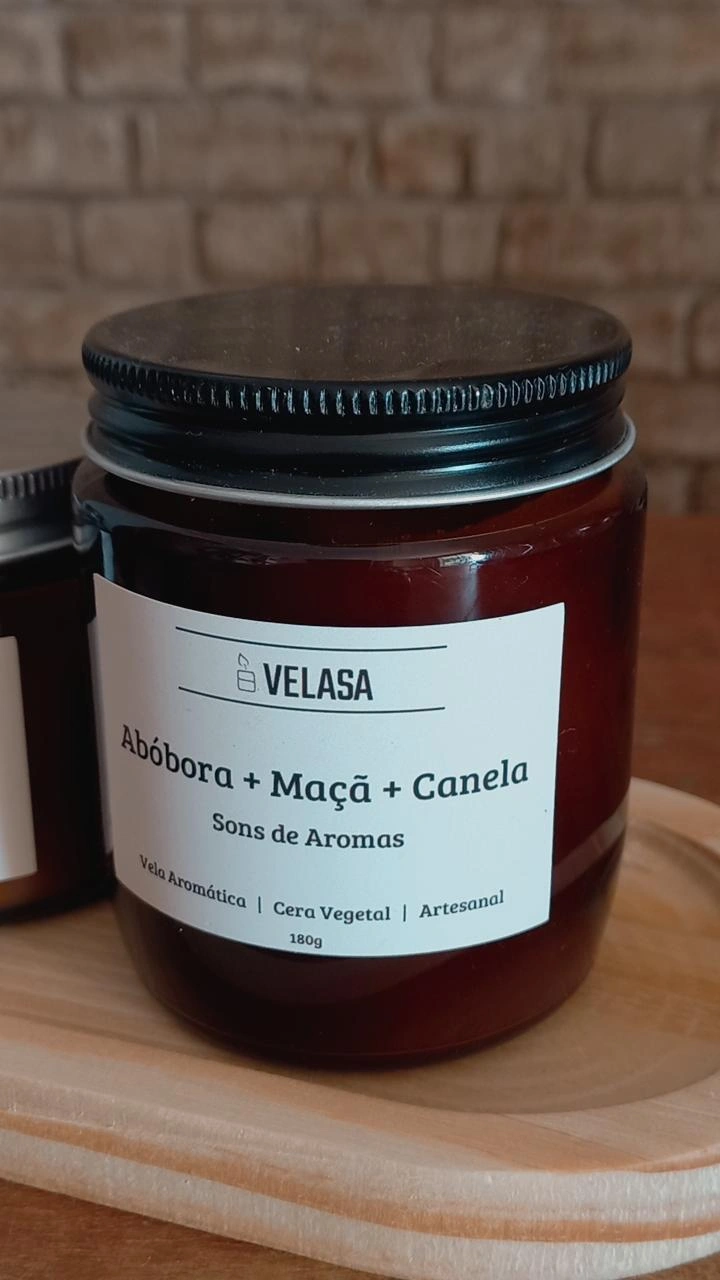 VELASA
Abóbora + Maçã + Canela
Sons de Aromas
Vela Aromática | Cera Vegetal | Artesanal
180g